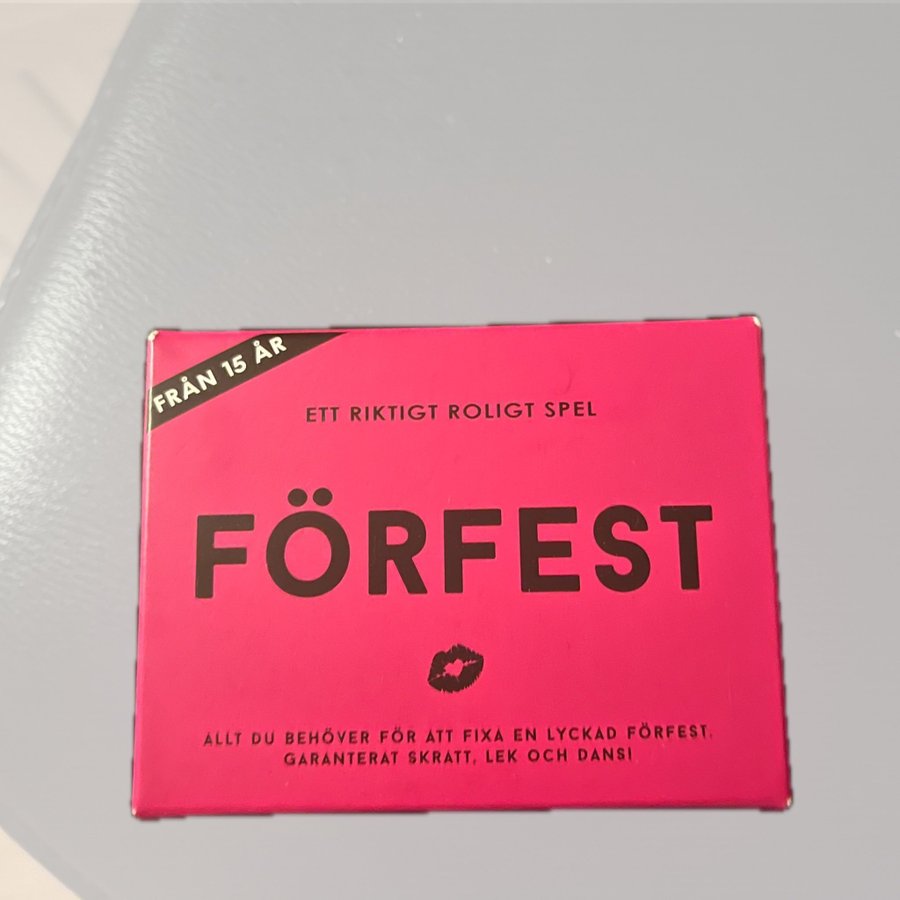 FRÅN 15 ÅR
ETT RIKTIGT ROLIGT SPEL
FÖRFEST
ALLT DU BEHÖVER FÖR ATT FIXA EN LYCKAD FÖRFEST.
GARANTERAT SKRATT, LEK OCH DANS!